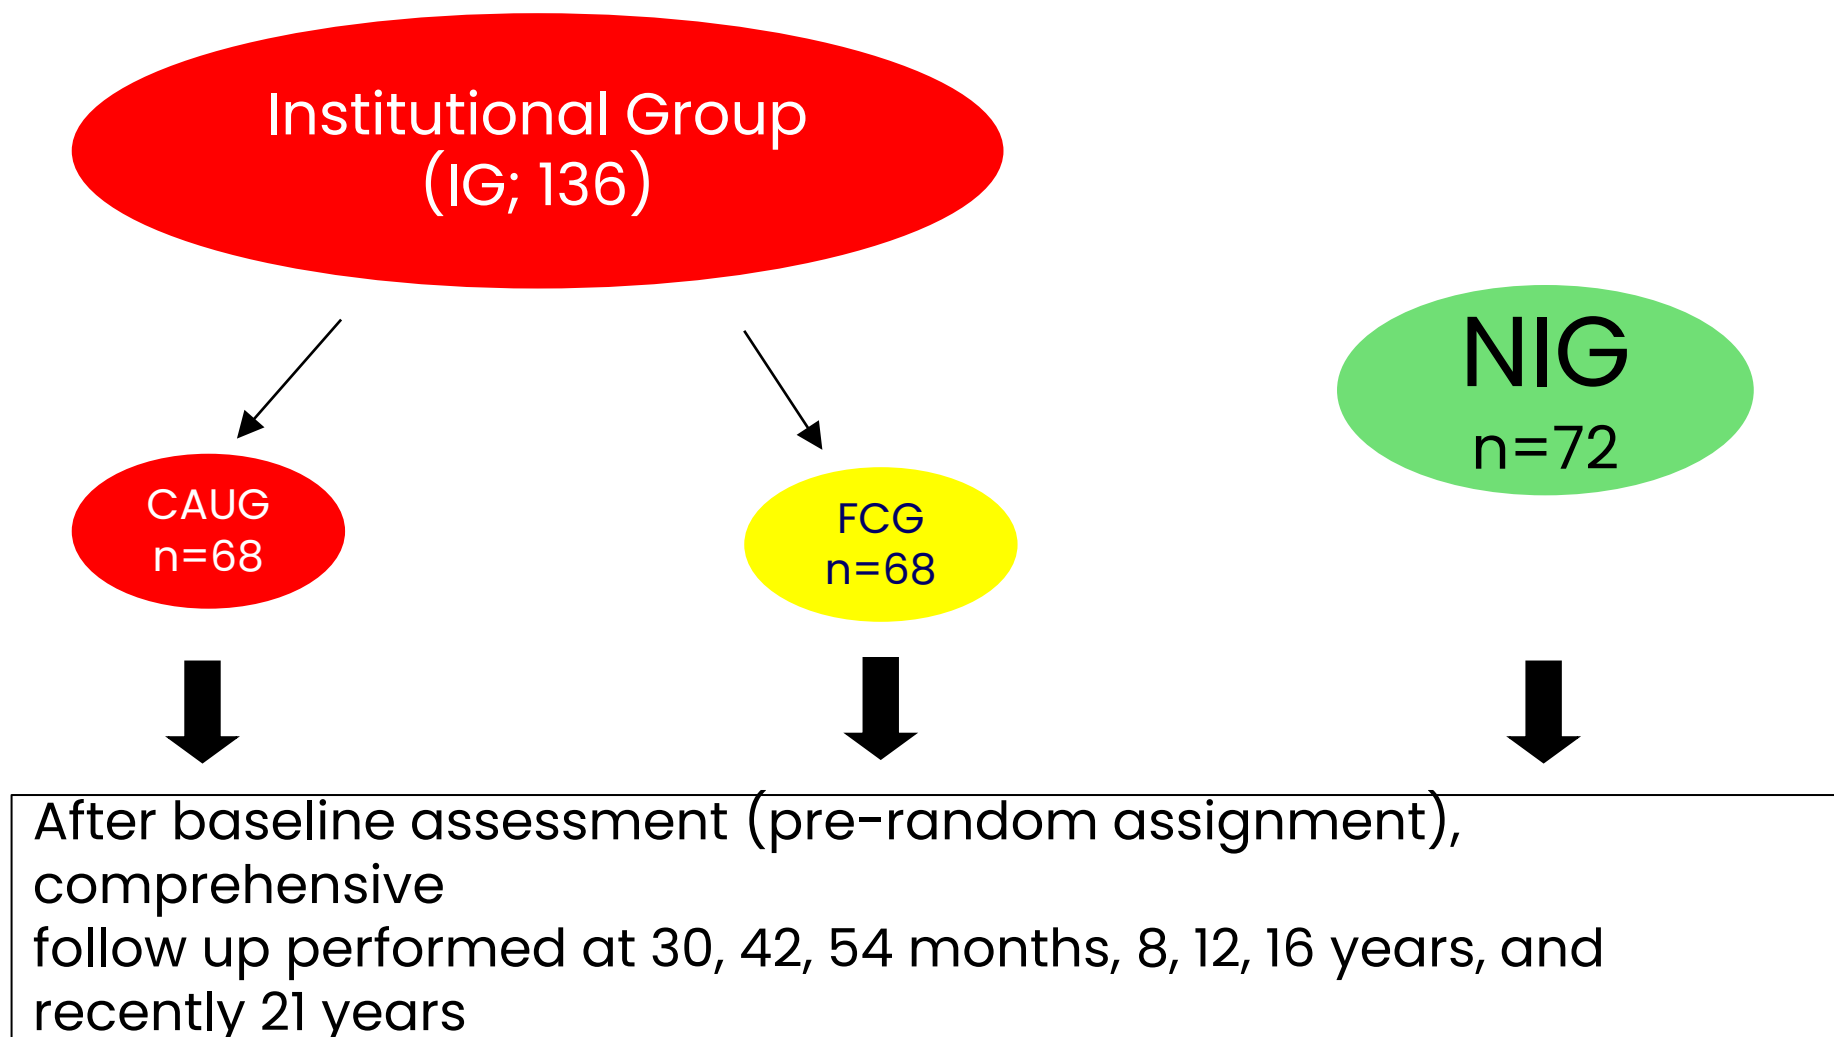 Institutional Group
(IG; 136)
NIG
n=72
CAUG
n=68
FCG
n=68
After baseline assessment (pre-random assignment),
comprehensive
follow up performed at 30, 42, 54 months, 8, 12, 16 years, and
recently 21 years